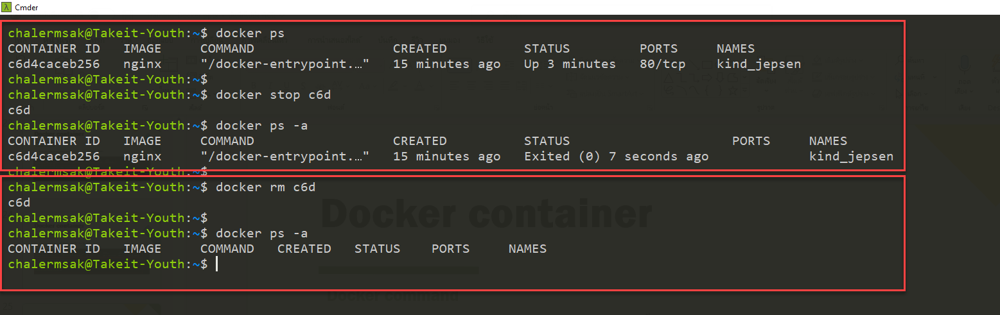 Cmder
chalermsak@Takeit-Youth:~$ docker ps
CONTAINER ID   IMAGE     COMMAND                  CREATED          STATUS         PORTS     NAMES
c6d4caceb256   nginx     "/docker-entrypoint.…"   15 minutes ago   Up 3 minutes   80/tcp    kind_jepsen
chalermsak@Takeit-Youth:~$
chalermsak@Takeit-Youth:~$ docker stop c6d
c6d
chalermsak@Takeit-Youth:~$ docker ps -a
CONTAINER ID   IMAGE     COMMAND                  CREATED          STATUS                     PORTS     NAMES
c6d4caceb256   nginx     "/docker-entrypoint.…"   15 minutes ago   Exited (0) 7 seconds ago             kind_jepsen
chalermsak@Takeit-Youth:~$
chalermsak@Takeit-Youth:~$ docker rm c6d
c6d
chalermsak@Takeit-Youth:~$
chalermsak@Takeit-Youth:~$ docker ps -a
CONTAINER ID   IMAGE     COMMAND   CREATED   STATUS    PORTS     NAMES
chalermsak@Takeit-Youth:~$
Docker container
Docker command